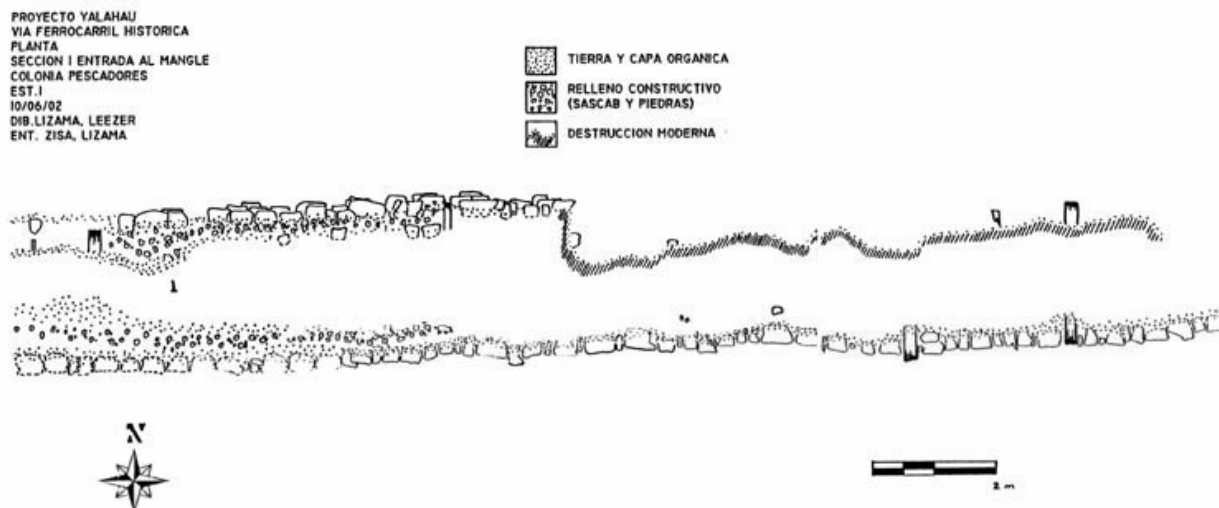 PROYECTO YALAHAU
VIA FERROCARRIL HISTORICA
PLANTA
SECCION I ENTRADA AL MANGLE
COLONIA PESCADORES
EST.I
10/06/02
DIB.LIZAMA, LEEZER
ENT. ZISA, LIZAMA
TIERRA Y CAPA ORGANICA
RELLENO CONSTRUCTIVO
(SASCAB Y PIEDRAS)
DESTRUCCION MODERNA
1
N
2 m